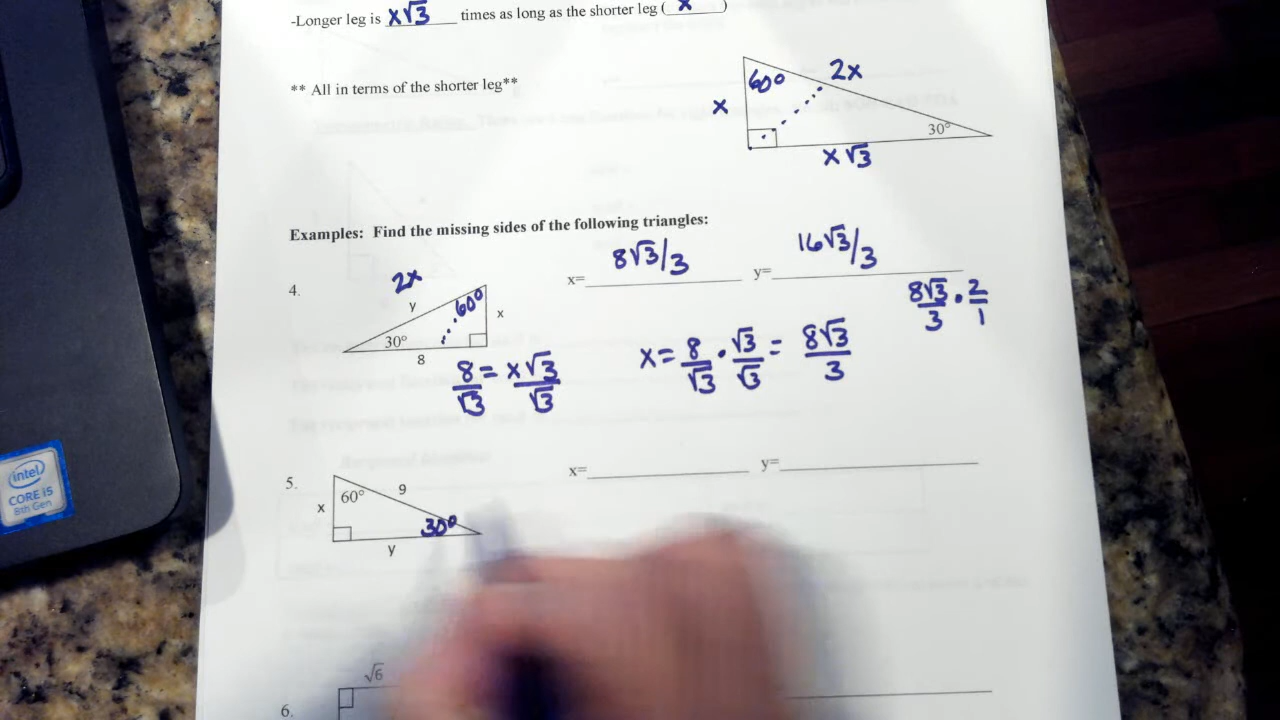 -Longer leg is x√3 times as long as the shorter leg ( x )
** All in terms of the shorter leg**
60°
2x
x
30°
x√3
Examples: Find the missing sides of the following triangles:
x= 8√3/3 y= 16√3/3
4.
2x
y
60°
x
30°
8
8/√3 = x√3/√3
x = 8/√3 · √3/√3 = 8√3/3
8√3/3 · 2/1
5.
x= y=
60°
9
x
30°
y
√6
6.
intel
CORE i5
8th Gen